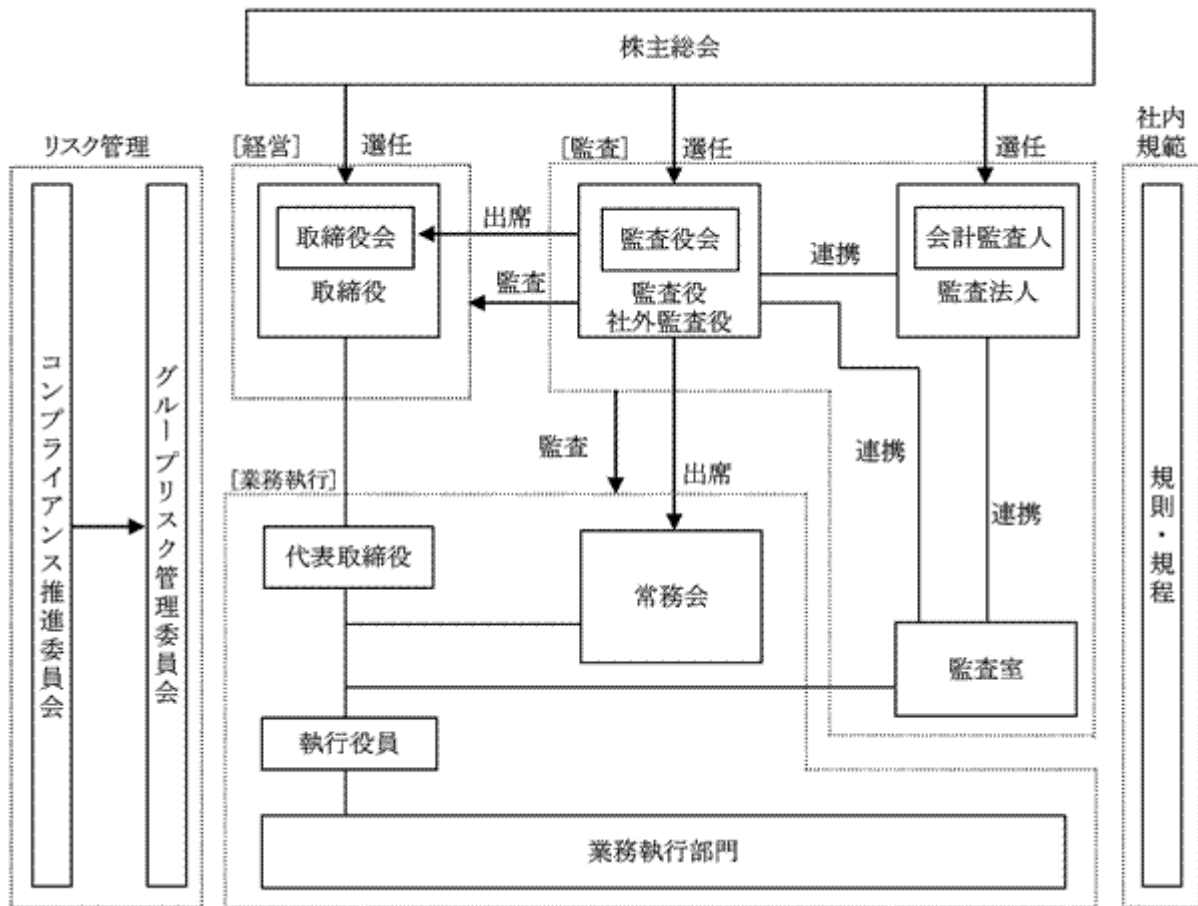 株主総会
リスク管理
[経営]
選任
[監査]
選任
選任
社内
規範
取締役会
取締役
出席
監査
監査役会
監査役
社外監査役
連携
会計監査人
監査法人
コンプライアンス推進委員会
グループリスク管理委員会
監査
出席
連携
連携
[業務執行]
代表取締役
常務会
監査室
執行役員
業務執行部門
規則・規程